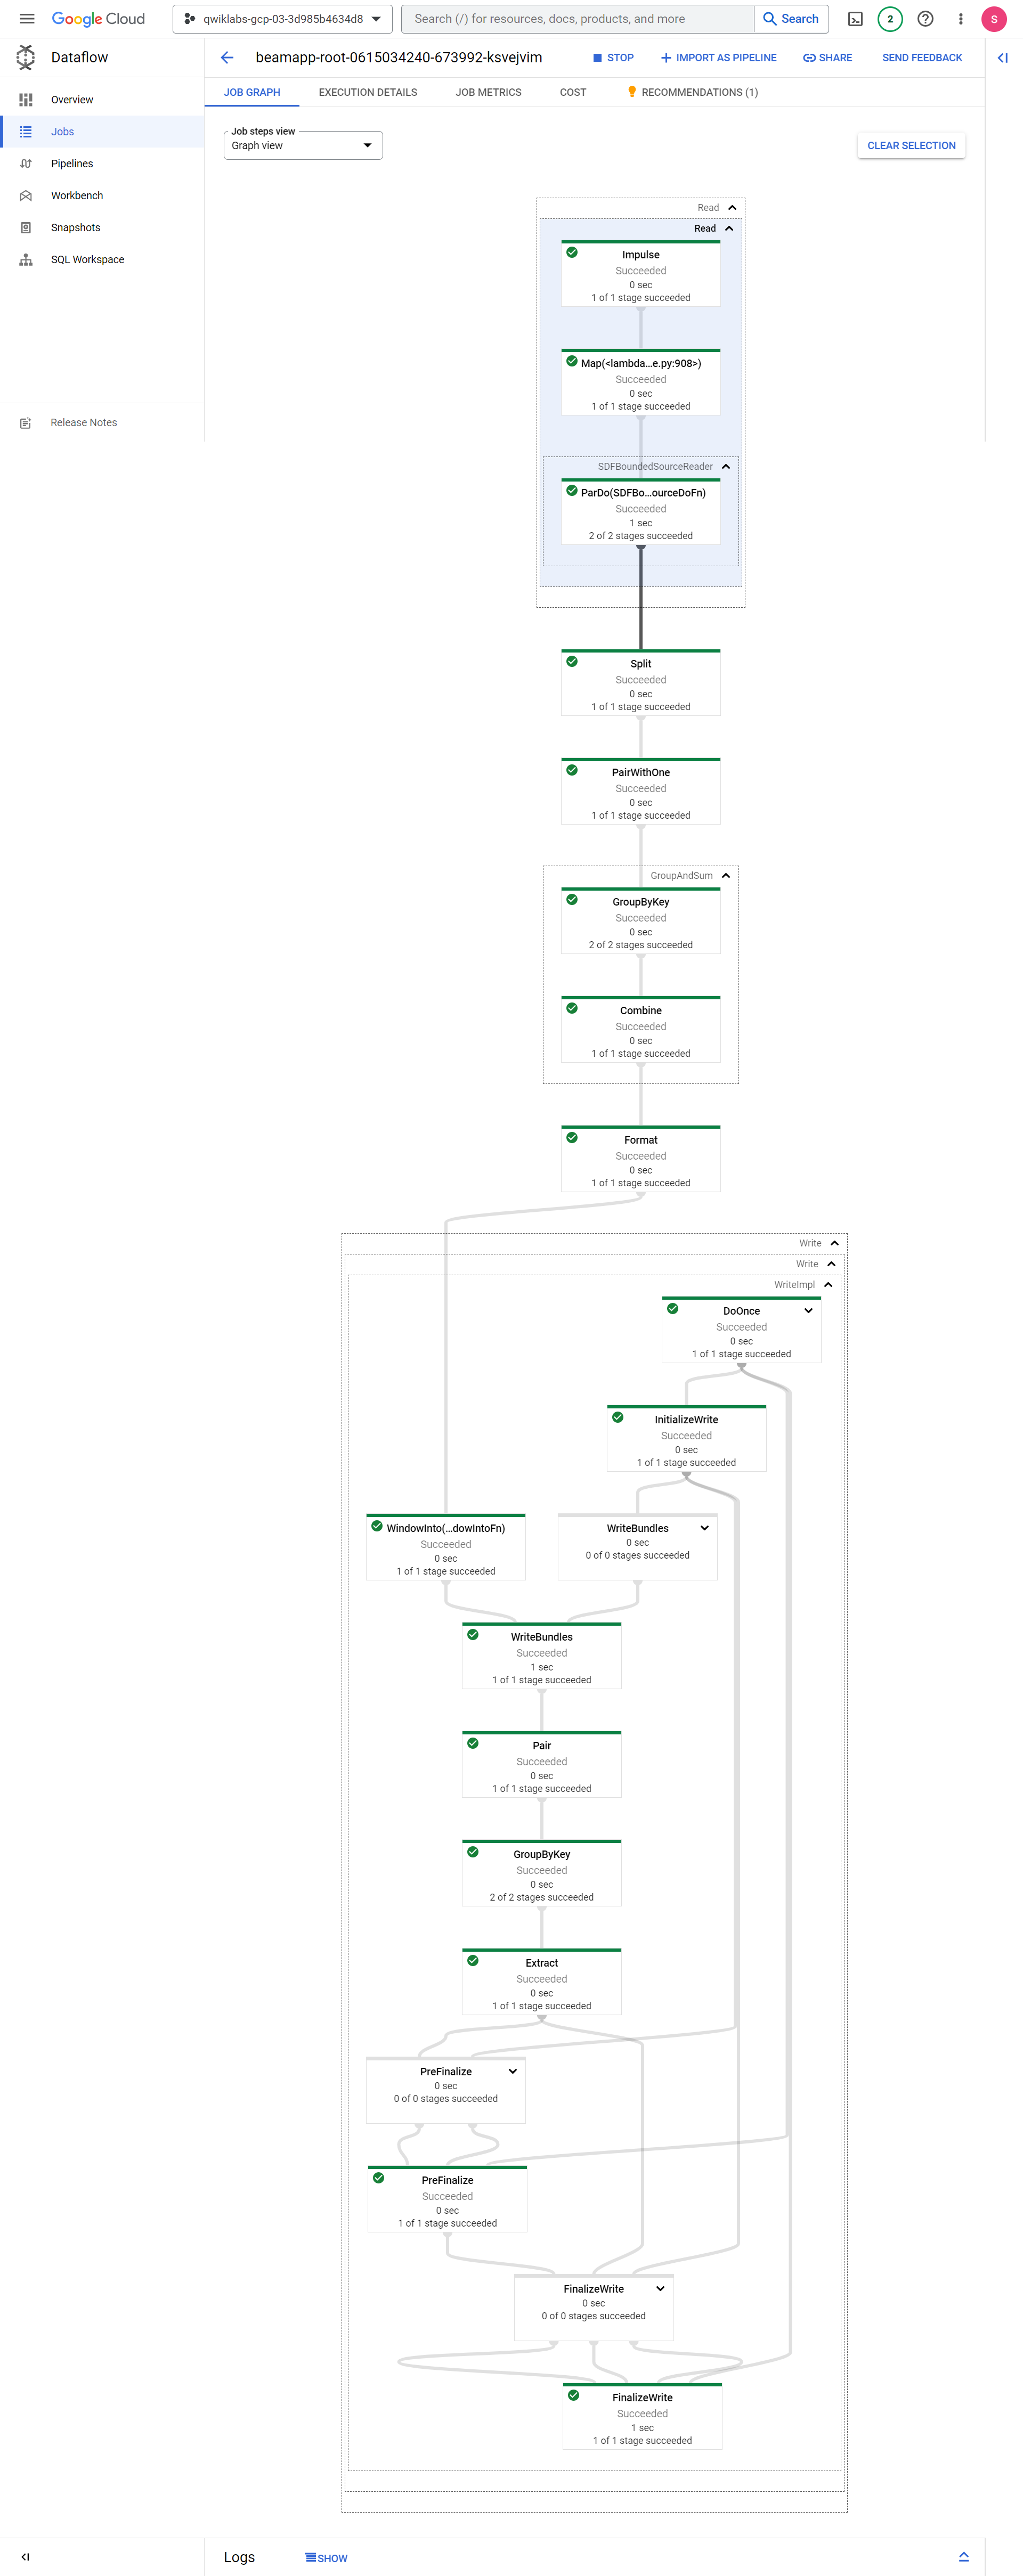 Google Cloud
qwiklabs-gcp-03-3d985b4634d8
Search (/) for resources, docs, products, and more
Search
2
S
Dataflow
beamapp-root-0615034240-673992-ksvejvim
STOP
IMPORT AS PIPELINE
SHARE
SEND FEEDBACK
Overview
Jobs
Pipelines
Workbench
Snapshots
SQL Workspace
Release Notes
JOB GRAPH
EXECUTION DETAILS
JOB METRICS
COST
RECOMMENDATIONS (1)
Job steps view
Graph view
CLEAR SELECTION
Read
Read
Impulse
Succeeded
0 sec
1 of 1 stage succeeded
Map(<lambda...e.py:908>)
Succeeded
0 sec
1 of 1 stage succeeded
SDFBoundedSourceReader
ParDo(SDFBo...ourceDoFn)
Succeeded
1 sec
2 of 2 stages succeeded
Split
Succeeded
0 sec
1 of 1 stage succeeded
PairWithOne
Succeeded
0 sec
1 of 1 stage succeeded
GroupAndSum
GroupByKey
Succeeded
0 sec
2 of 2 stages succeeded
Combine
Succeeded
0 sec
1 of 1 stage succeeded
Format
Succeeded
0 sec
1 of 1 stage succeeded
Write
Write
WriteImpl
DoOnce
Succeeded
0 sec
1 of 1 stage succeeded
InitializeWrite
Succeeded
0 sec
1 of 1 stage succeeded
WindowInto(...dowIntoFn)
Succeeded
0 sec
1 of 1 stage succeeded
WriteBundles
0 sec
0 of 0 stages succeeded
WriteBundles
Succeeded
1 sec
1 of 1 stage succeeded
Pair
Succeeded
0 sec
1 of 1 stage succeeded
GroupByKey
Succeeded
0 sec
2 of 2 stages succeeded
Extract
Succeeded
0 sec
1 of 1 stage succeeded
PreFinalize
0 sec
0 of 0 stages succeeded
PreFinalize
Succeeded
0 sec
1 of 1 stage succeeded
FinalizeWrite
0 sec
0 of 0 stages succeeded
FinalizeWrite
Succeeded
1 sec
1 of 1 stage succeeded
Logs
SHOW